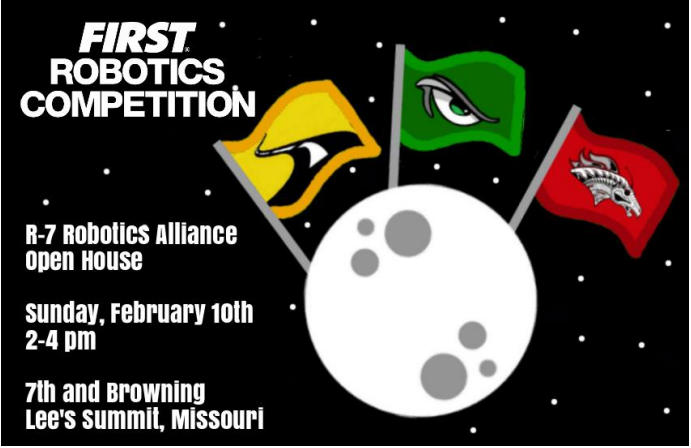 FIRST®
ROBOTICS
COMPETITION
R-7 Robotics Alliance
Open House
Sunday, February 10th
2-4 pm
7th and Browning
Lee's Summit, Missouri